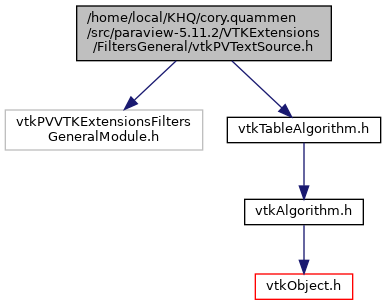 /home/local/KHQ/cory.quammen
/src/paraview-5.11.2/VTKExtensions
/FiltersGeneral/vtkPVTextSource.h
vtkPVVTKExtensionsFilters
GeneralModule.h
vtkTableAlgorithm.h
vtkAlgorithm.h
vtkObject.h